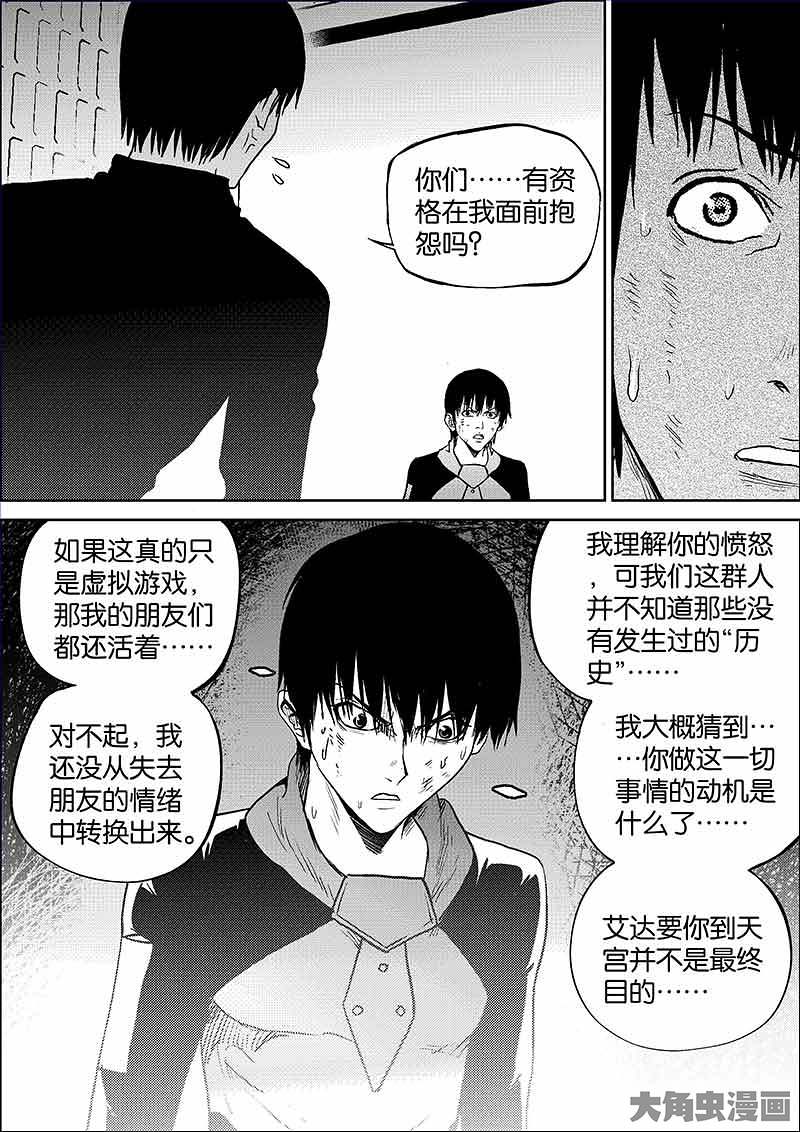 你们……有资
格在我面前抱
怨吗？
我理解你的愤怒
，可我们这群人
并不知道那些没
有发生过的“历
史”……
我大概猜到…
…你做这一切
事情的动机是
什么了……
艾达要你到天
宫并不是最终
目的……
如果这真的只
是虚拟游戏，
那我的朋友们
都还活着……
对不起，我
还没从失去
朋友的情绪
中转换出来。
大角虫漫画